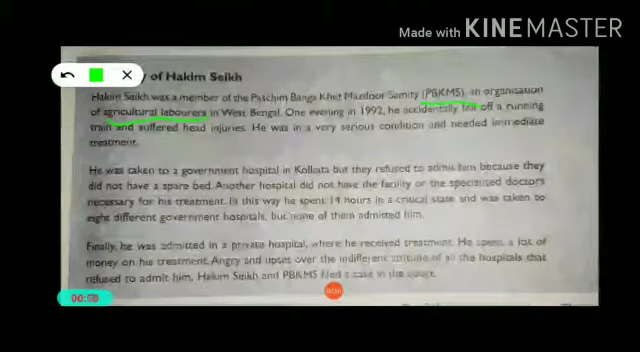 Made with KINEMASTER
y of Hakim Seikh
Hakim Seikh was a member of the Paschim Banga Khet Mazdoor Samity (PBKMS), an organisation
of agricultural labourers in West Bengal. One evening in 1992, he accidentally fell off a running
train and suffered head injuries. He was in a very serious condition and needed immediate
treatment.
He was taken to a government hospital in Kolkata but they refused to admit him because they
did not have a spare bed. Another hospital did not have the facility or the specialised doctors
necessary for his treatment. In this way he spent 14 hours in a critical state and was taken to
eight different government hospitals, but none of them admitted him.
Finally, he was admitted in a private hospital, where he received treatment. He spent a lot of
money on his treatment. Angry and upset over the indifferent attitude of all the hospitals that
refused to admit him, Hakim Seikh and PBKMS filed a case in the court.